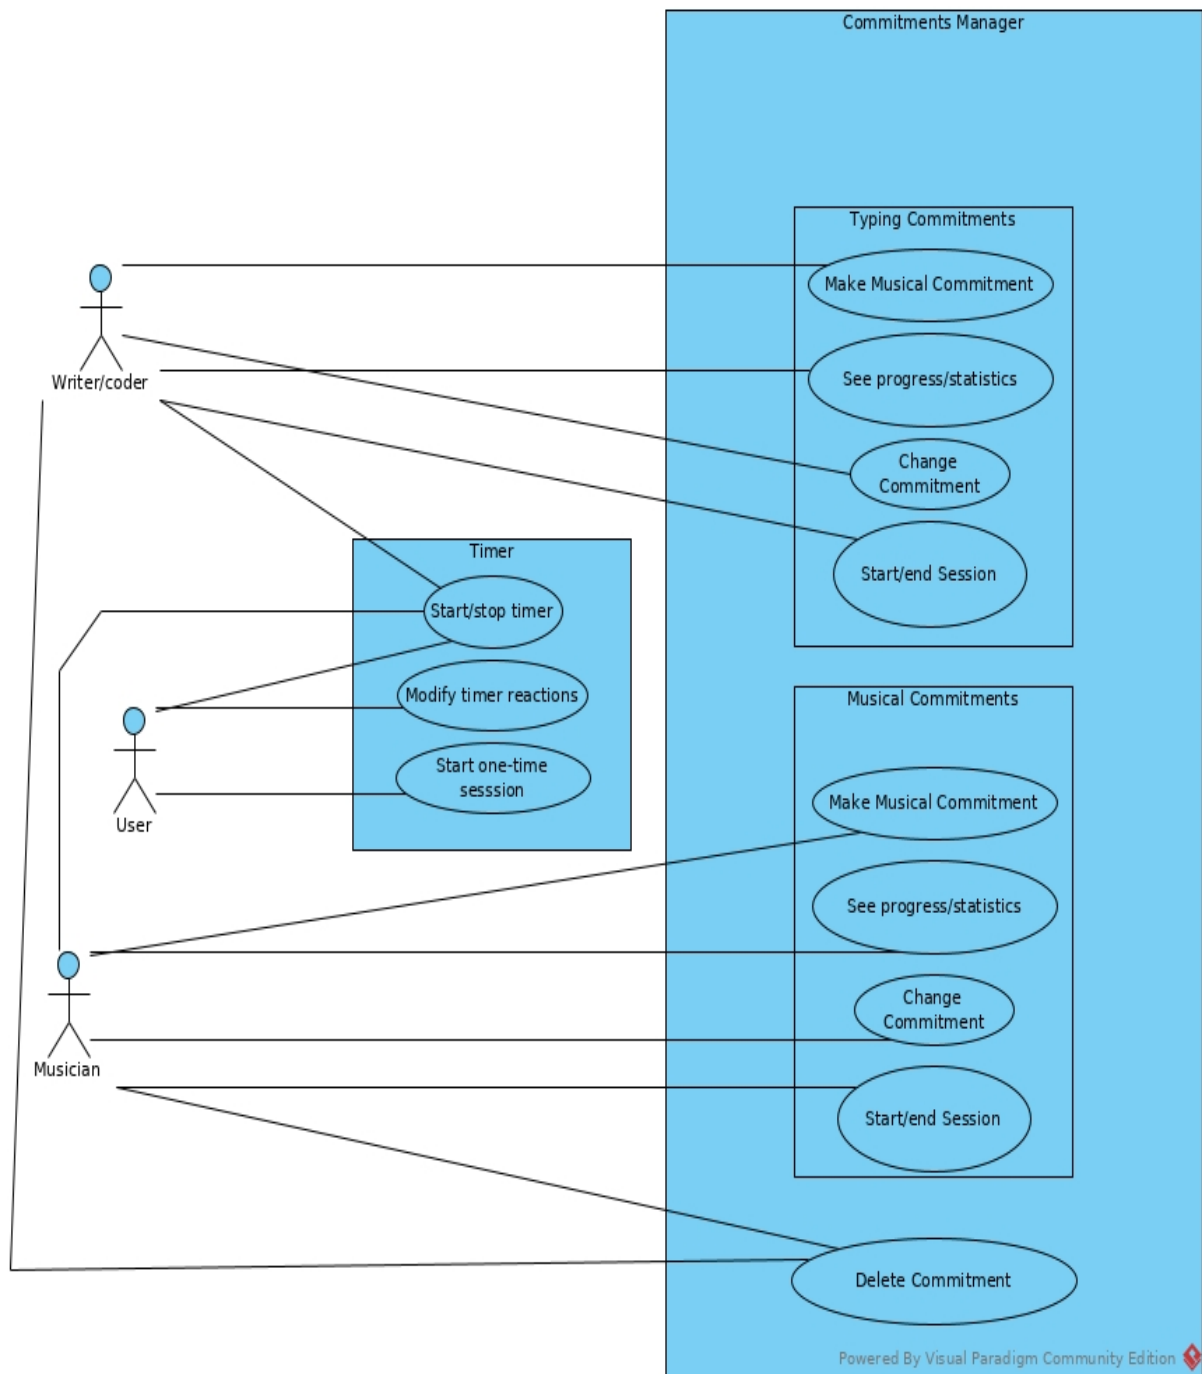 Commitments Manager
Typing Commitments
Make Musical Commitment
Writer/coder
See progress/statistics
Change
Commitment
Start/end Session
Timer
Start/stop timer
Modify timer reactions
Start one-time
sesssion
User
Musical Commitments
Make Musical Commitment
See progress/statistics
Change
Commitment
Musician
Start/end Session
Delete Commitment
Powered By Visual Paradigm Community Edition